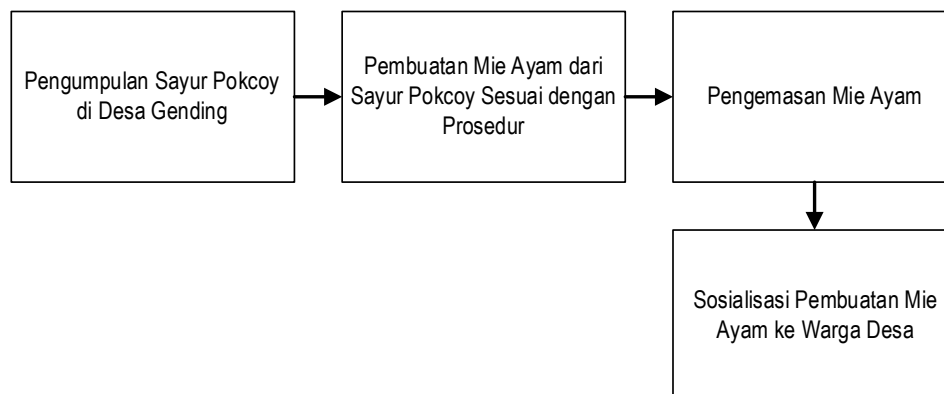 Pengumpulan Sayur Pokcoy
di Desa Gending
Pembuatan Mie Ayam dari
Sayur Pokcoy Sesuai dengan
Prosedur
Pengemasan Mie Ayam
Sosialisasi Pembuatan Mie
Ayam ke Warga Desa